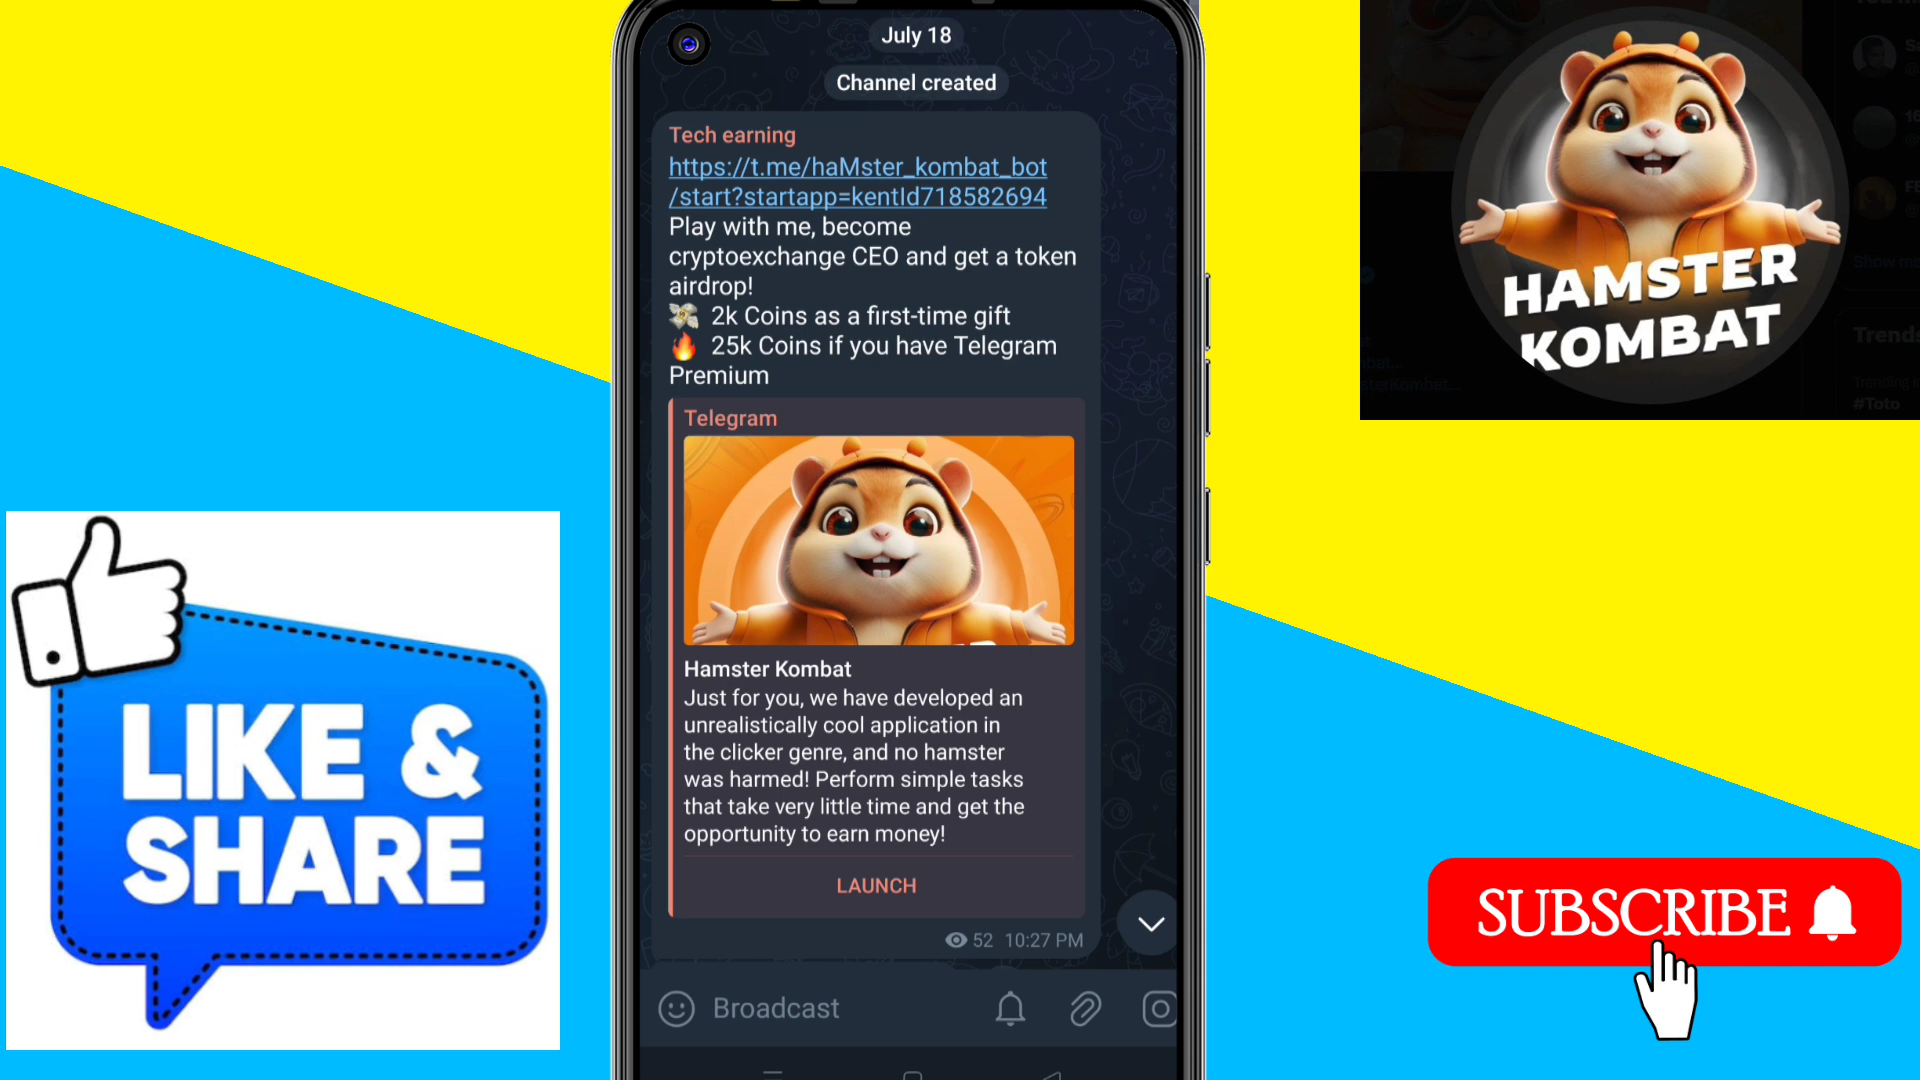 July 18
Channel created
Tech earning
https://t.me/haMster_kombat_bot
/start?startapp=kentId718582694
Play with me, become
cryptoexchange CEO and get a token
airdrop!
💸 2k Coins as a first-time gift
🔥 25k Coins if you have Telegram
Premium
Telegram
Hamster Kombat
Just for you, we have developed an
unrealistically cool application in
the clicker genre, and no hamster
was harmed! Perform simple tasks
that take very little time and get the
opportunity to earn money!
LAUNCH
52 10:27 PM
Broadcast
HAMSTER
KOMBAT
Show
Trends
#Toto
LIKE &
SHARE
SUBSCRIBE